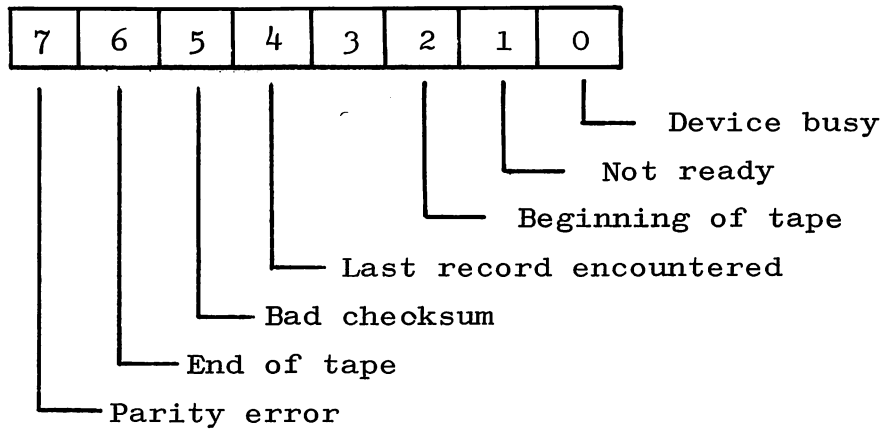 7 6 5 4 3 2 1 0
Device busy
Not ready
Beginning of tape
Last record encountered
Bad checksum
End of tape
Parity error